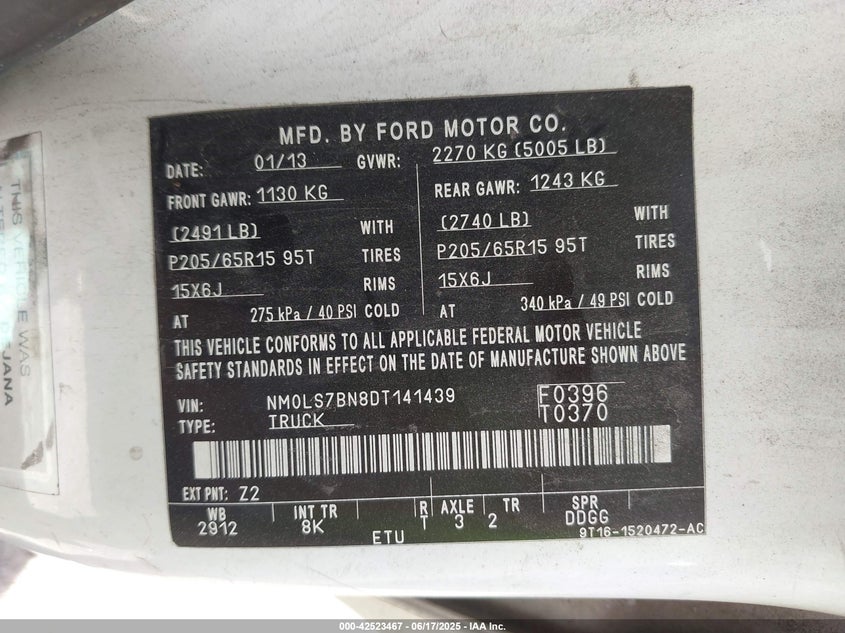 MFD. BY FORD MOTOR CO.
DATE: 01/13 GVWR: 2270 KG (5005 LB)
FRONT GAWR: 1130 KG REAR GAWR: 1243 KG
(2491 LB) WITH (2740 LB) WITH
P205/65R15 95T TIRES P205/65R15 95T TIRES
15X6J RIMS 15X6J RIMS
AT 275 kPa / 40 PSI COLD AT 340 kPa / 49 PSI COLD
THIS VEHICLE CONFORMS TO ALL APPLICABLE FEDERAL MOTOR VEHICLE
SAFETY STANDARDS IN EFFECT ON THE DATE OF MANUFACTURE SHOWN ABOVE
VIN: NM0LS7BN8DT141439 F0396
TYPE: TRUCK T0370
EXT PNT: Z2
WB INT TR R AXLE TR SPR
2912 8K T 3 2 DDGG
ETU 9T16-1520472-AC
THIS VEHICLE WAS
JANA
000-42523467 - 06/17/2025 - IAA Inc.